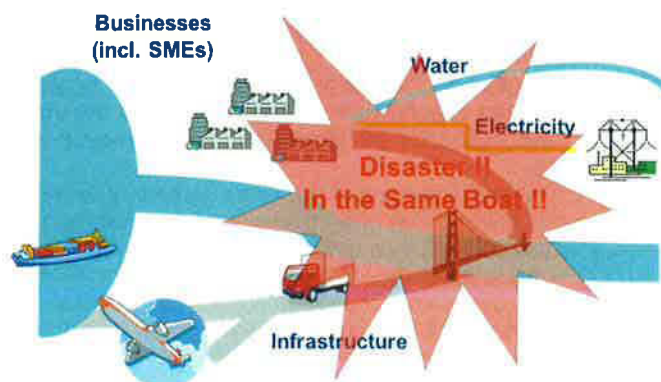 Businesses
(incl. SMEs)
Water
Electricity
Disaster !!
In the Same Boat !!
Infrastructure